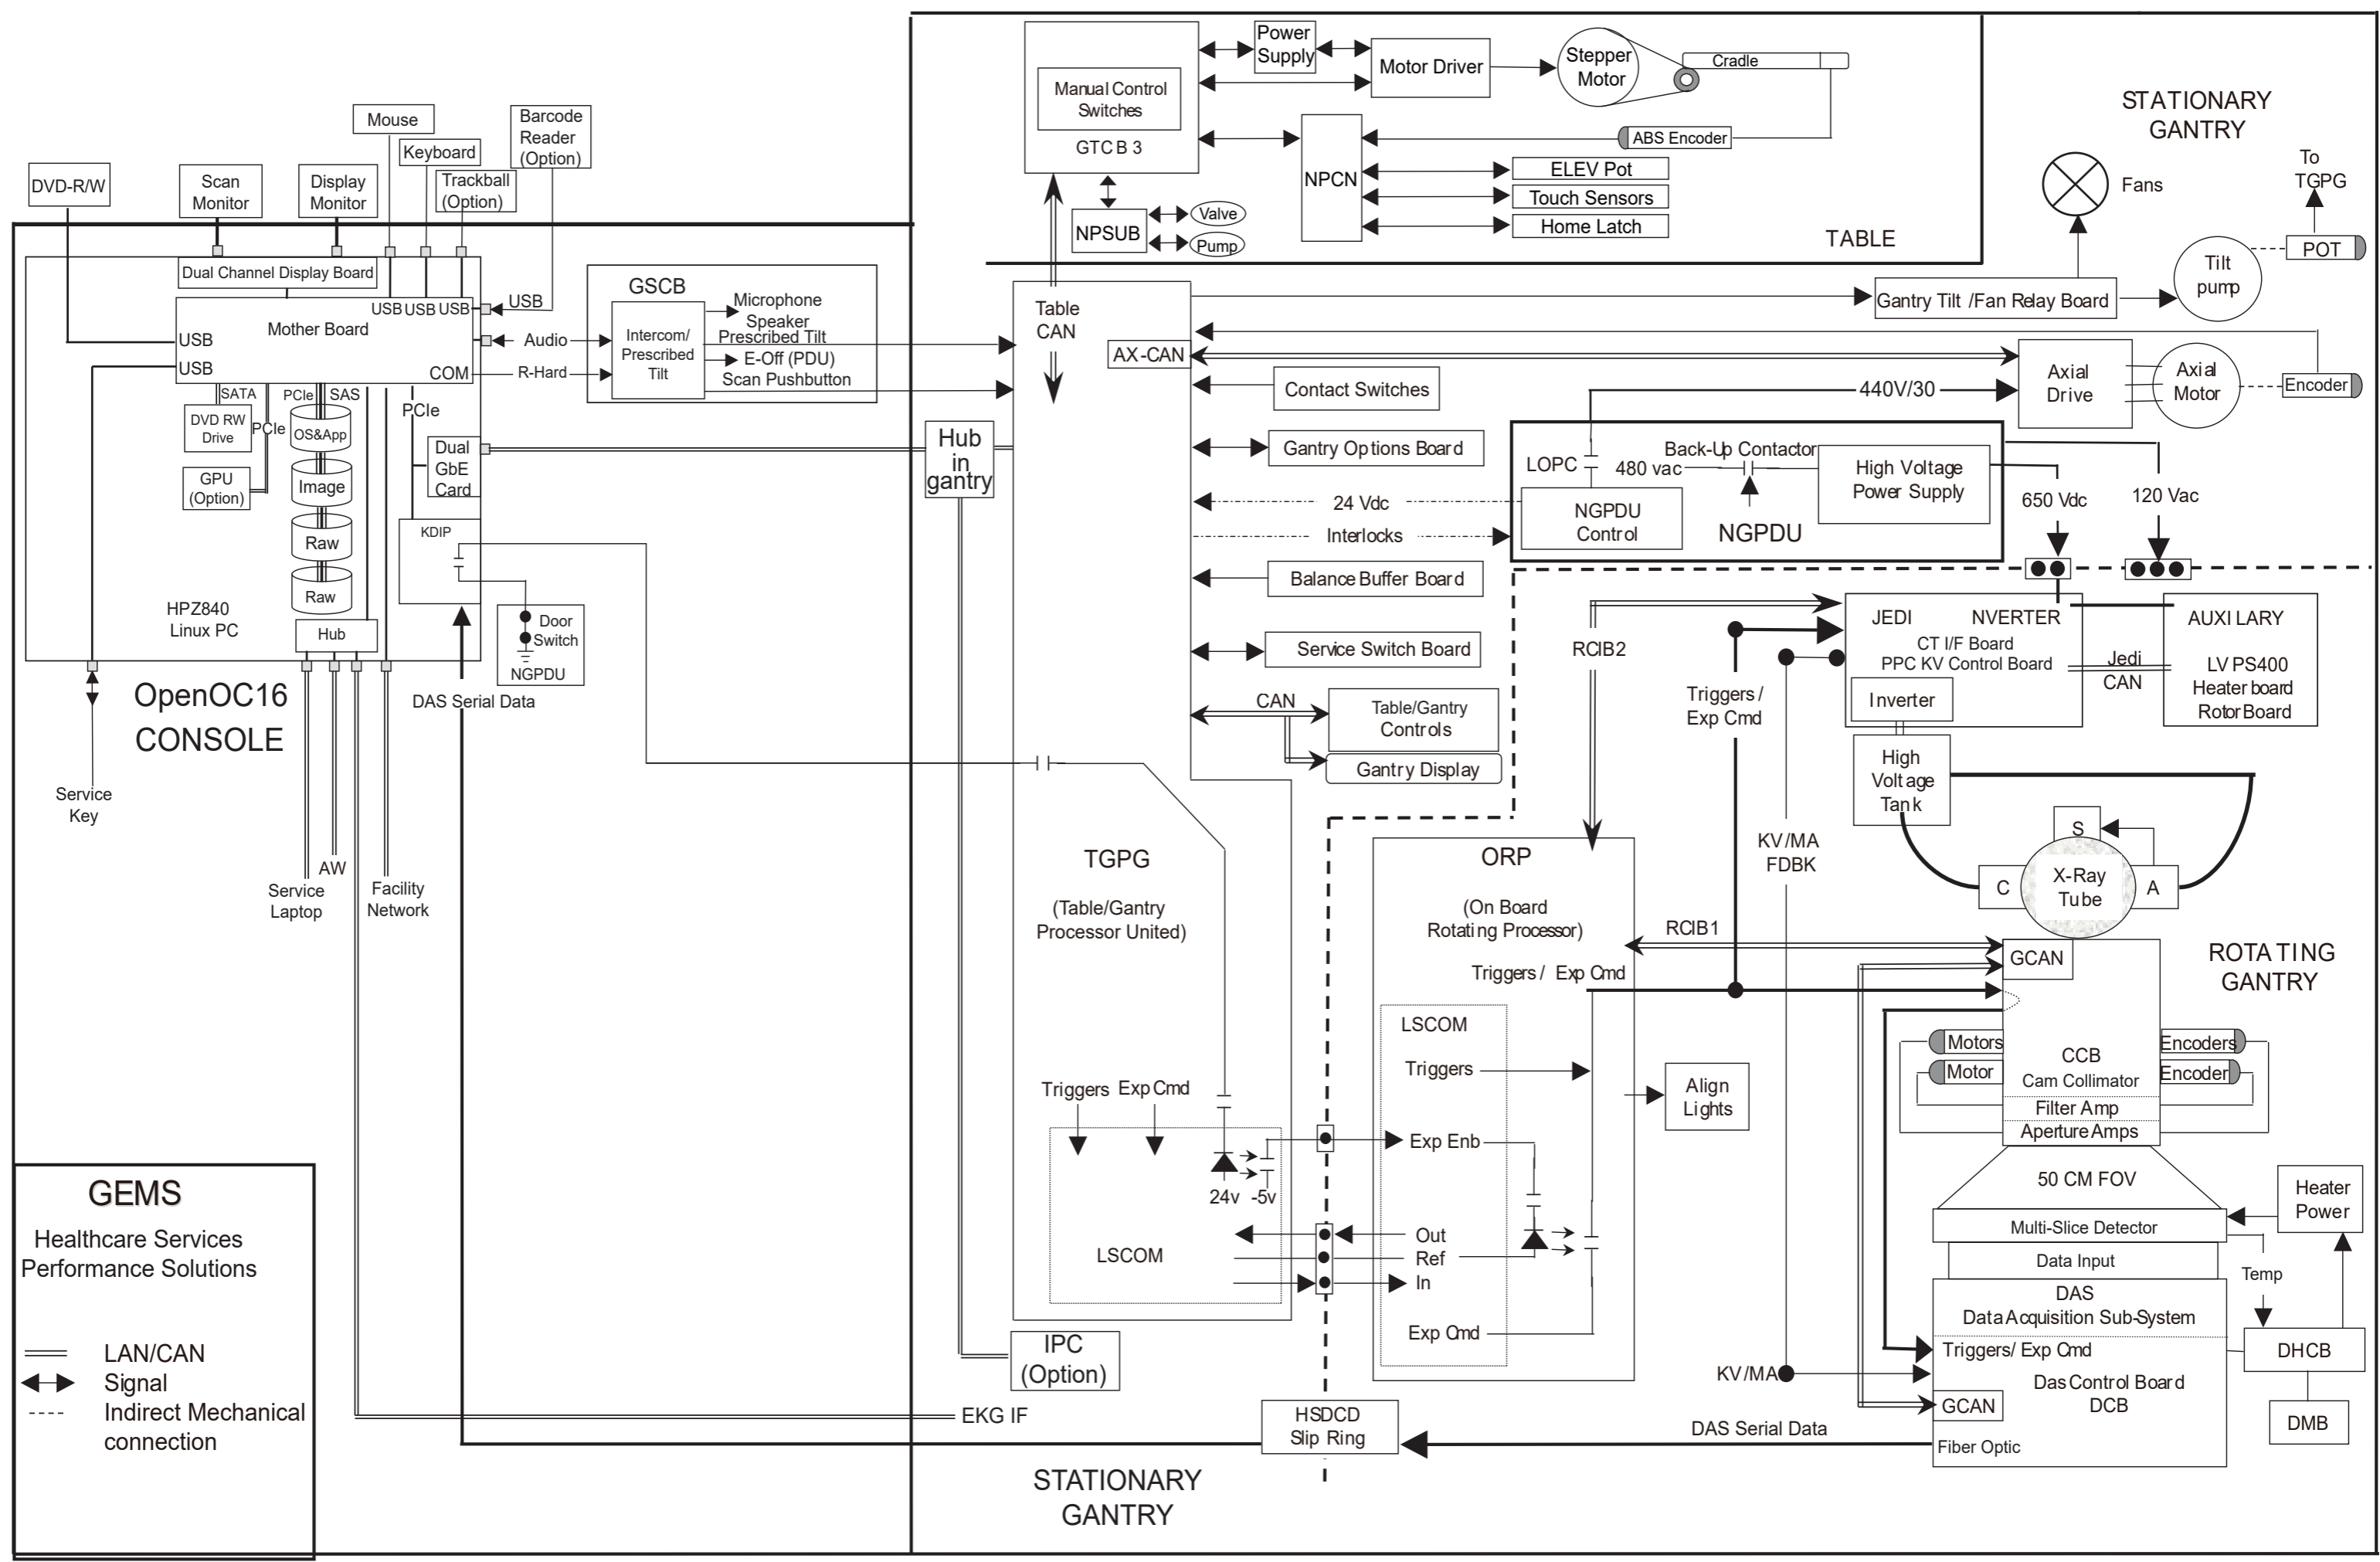 Mouse
Keyboard
Barcode
Reader
(Option)
Trackball
(Option)
DVD-R/W
Scan
Monitor
Display
Monitor
Dual Channel Display Board
USB USB USB
USB
Mother Board
USB
USB
COM
Audio
R-Hard
SATA
PCIe
SAS
PCIe
PCIe
DVD RW
Drive
GPU
(Option)
OS&App
Image
Raw
Raw
Dual
GbE
Card
KDIP
HPZ840
Linux PC
Hub
Door
Switch
NGPDU
OpenOC16
CONSOLE
DAS Serial Data
Service
Key
Service
Laptop
AW
Facility
Network
GSCB
Intercom/
Prescribed
Tilt
Microphone
Speaker
Prescribed Tilt
E-Off (PDU)
Scan Pushbutton
GEMS
Healthcare Services
Performance Solutions
LAN/CAN
Signal
Indirect Mechanical
connection
Manual Control
Switches
GTCB 3
Power
Supply
Motor Driver
Stepper
Motor
Cradle
ABS Encoder
NPCN
ELEV Pot
Touch Sensors
Home Latch
NPSUB
Valve
Pump
TABLE
STATIONARY
GANTRY
Fans
To
TGPG
POT
Tilt
pump
Gantry Tilt /Fan Relay Board
Table
CAN
AX-CAN
Hub
in
gantry
Contact Switches
Gantry Options Board
24 Vdc
Interlocks
Balance Buffer Board
Service Switch Board
CAN
Table/Gantry
Controls
Gantry Display
440V/30
Axial
Drive
Axial
Motor
Encoder
LOPC
480 vac
Back-Up Contactor
High Voltage
Power Supply
NGPDU
Control
NGPDU
650 Vdc
120 Vac
RCIB2
Triggers /
Exp Cmd
KV/MA
FDBK
JEDI
NVERTER
CT I/F Board
PPC KV Control Board
Inverter
Jedi
CAN
AUXILARY
LV PS400
Heater board
Rotor Board
High
Voltage
Tank
S
C
X-Ray
Tube
A
TGPG
(Table/Gantry
Processor United)
Triggers Exp Cmd
24v -5v
LSCOM
ORP
(On Board
Rotating Processor)
Triggers / Exp Cmd
LSCOM
Triggers
Exp Enb
Out
Ref
In
Exp Cmd
Align
Lights
RCIB1
GCAN
ROTATING
GANTRY
Motors
Motor
Encoders
Encoder
CCB
Cam Collimator
Filter Amp
Aperture Amps
50 CM FOV
Multi-Slice Detector
Heater
Power
Data Input
Temp
DAS
Data Acquisition Sub-System
Triggers/ Exp Cmd
KV/MA
Das Control Board
DCB
GCAN
Fiber Optic
DHCB
DMB
IPC
(Option)
EKG IF
HSDCD
Slip Ring
DAS Serial Data
STATIONARY
GANTRY